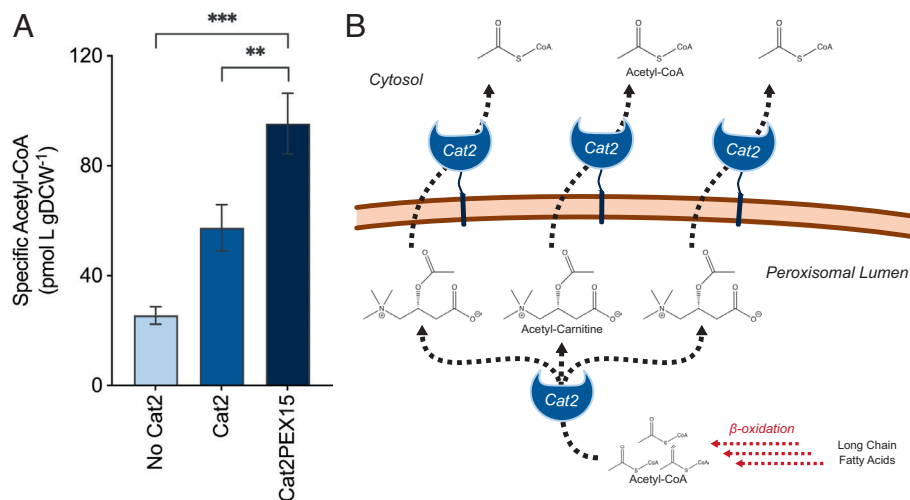 A
***
**
Specific Acetyl-CoA
(pmol L gDCW⁻¹)
120
80
40
0
No Cat2
Cat2
Cat2PEX15
B
Cytosol
O
S
CoA
O
S
CoA
Acetyl-CoA
O
S
CoA
Cat2
Cat2
Cat2
Peroxisomal Lumen
O
O
O
N
⊕
O
⊖
O
O
O
N
⊕
O
⊖
Acetyl-Carnitine
O
O
O
N
⊕
O
⊖
Cat2
β-oxidation
Long Chain
Fatty Acids
O
S
CoA
O
S
CoA
O
S
CoA
Acetyl-CoA